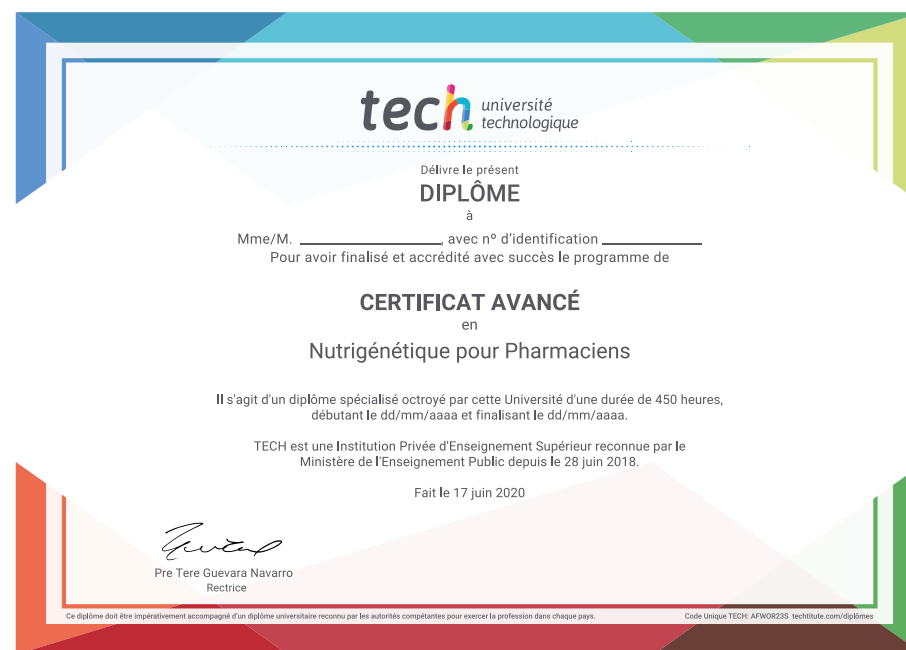 tech université
technologique
Délivre le présent
DIPLÔME
à
Mme/M. ____________________, avec nº d'identification ______________
Pour avoir finalisé et accrédité avec succès le programme de
CERTIFICAT AVANCÉ
en
Nutrigénétique pour Pharmaciens
Il s'agit d'un diplôme spécialisé octroyé par cette Université d'une durée de 450 heures,
débutant le dd/mm/aaaa et finalisant le dd/mm/aaaa.
TECH est une Institution Privée d'Enseignement Supérieur reconnue par le
Ministère de l'Enseignement Public depuis le 28 juin 2018.
Fait le 17 juin 2020
Pre Tere Guevara Navarro
Rectrice
Ce diplôme doit être impérativement accompagné d'un diplôme universitaire reconnu par les autorités compétentes pour exercer la profession dans chaque pays.
Code Unique TECH: AFWOR23S techtitute.com/diplômes